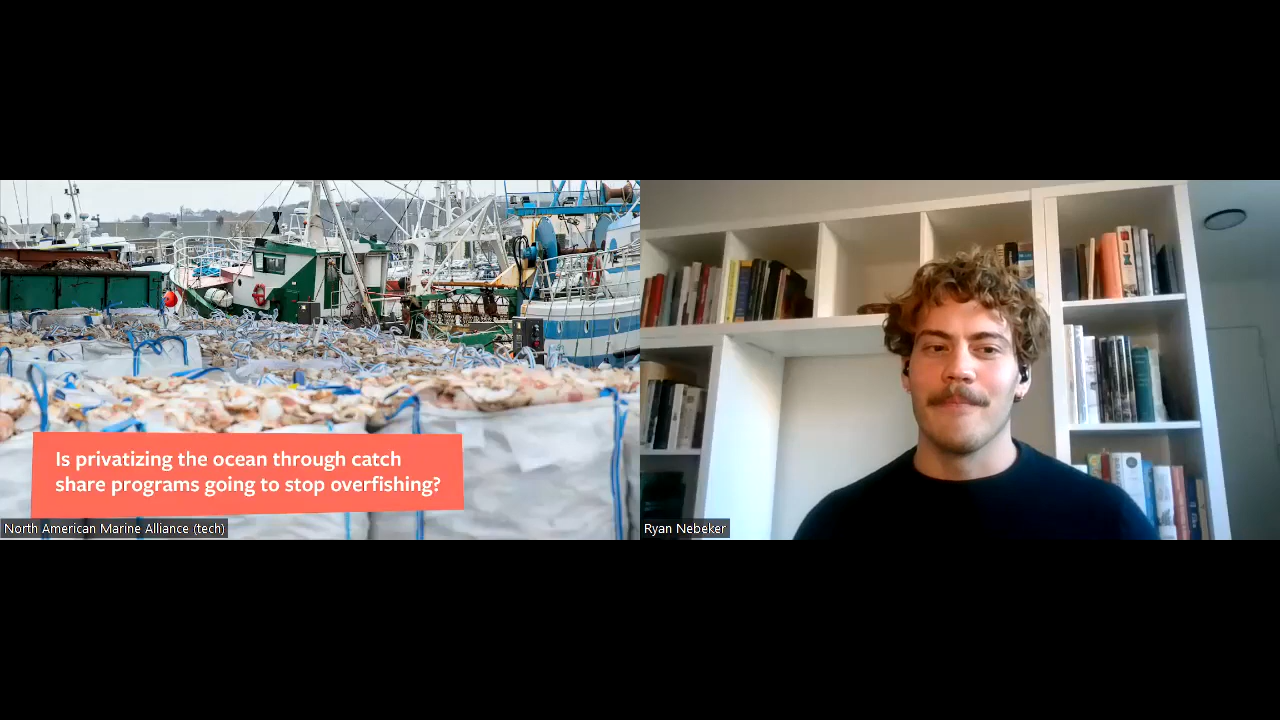 Is privatizing the ocean through catch
share programs going to stop overfishing?
North American Marine Alliance (tech)
Ryan Nebeker